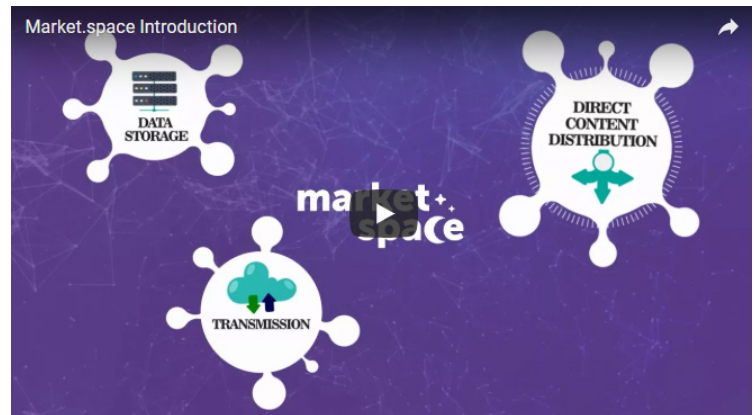 Market.space Introduction
DATA
STORAGE
DIRECT
CONTENT
DISTRIBUTION
market
space
TRANSMISSION